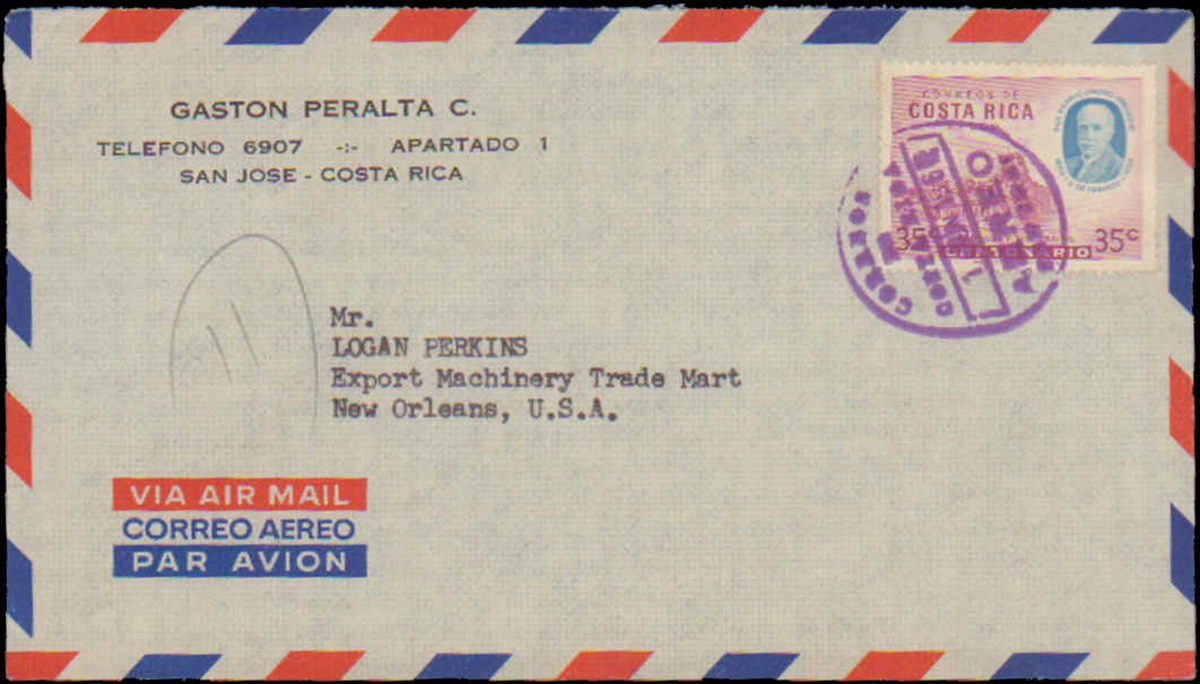 GASTON PERALTA C.
TELEFONO 6907 -:- APARTADO 1
SAN JOSE - COSTA RICA
CORREOS DE
COSTA RICA
35c 35c
Mr.
LOGAN PERKINS
Export Machinery Trade Mart
New Orleans, U.S.A.
VIA AIR MAIL
CORREO AEREO
PAR AVION